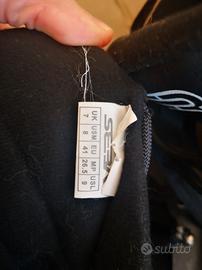 UK USM EU MP USL
7 8 41 26.5 9
subito